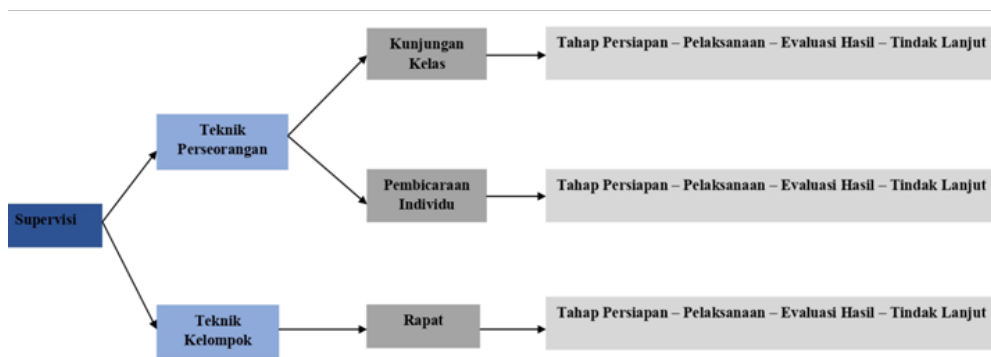 Kunjungan
Kelas
Tahap Persiapan – Pelaksanaan – Evaluasi Hasil – Tindak Lanjut
Teknik
Perseorangan
Pembicaraan
Individu
Tahap Persiapan – Pelaksanaan – Evaluasi Hasil – Tindak Lanjut
Supervisi
Teknik
Kelompok
Rapat
Tahap Persiapan – Pelaksanaan – Evaluasi Hasil – Tindak Lanjut